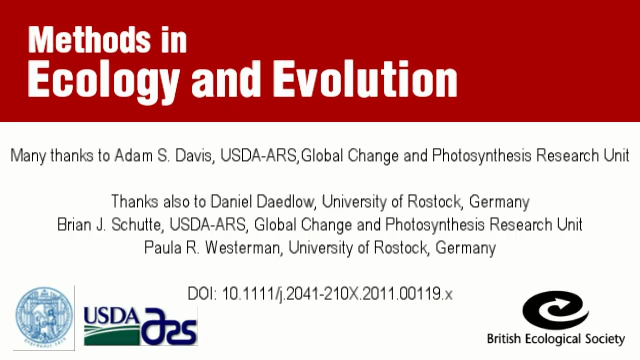 Methods in
Ecology and Evolution
Many thanks to Adam S. Davis, USDA-ARS,Global Change and Photosynthesis Research Unit
Thanks also to Daniel Daedlow, University of Rostock, Germany
Brian J. Schutte, USDA-ARS, Global Change and Photosynthesis Research Unit
Paula R. Westerman, University of Rostock, Germany
DOI: 10.1111/j.2041-210X.2011.00119.x
USDA ars
British Ecological Society